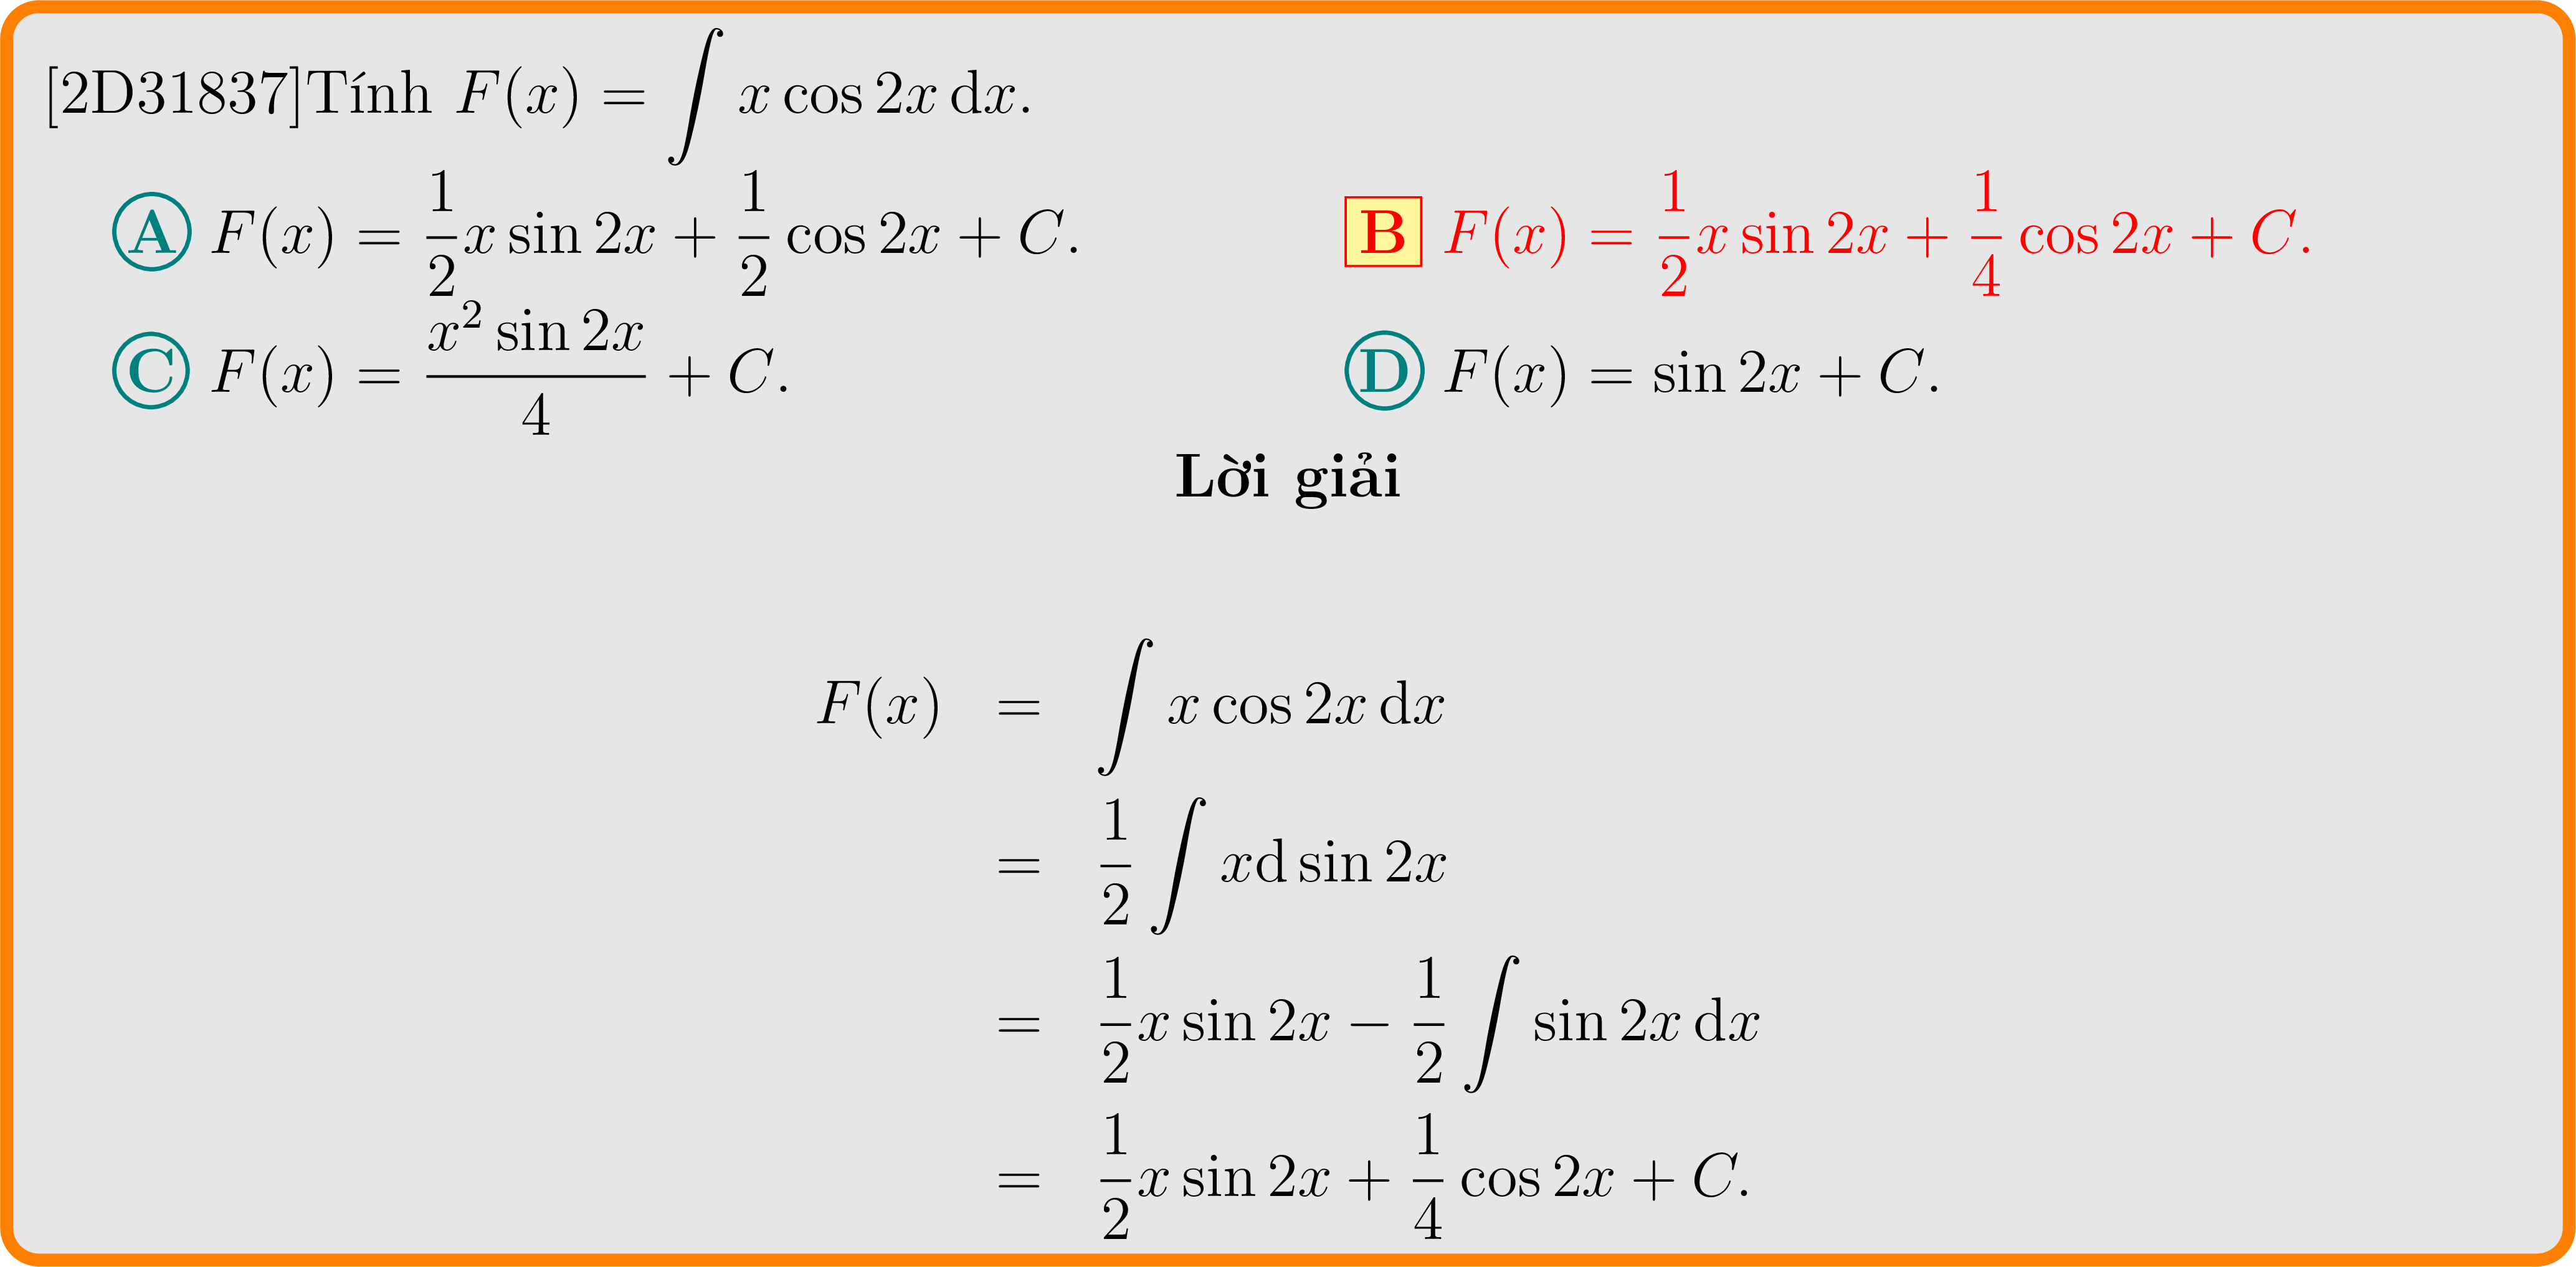 [2D31837]Tính $F(x) = \int x \cos 2x \, \mathrm{d}x.$
A $F(x) = \frac{1}{2}x \sin 2x + \frac{1}{2} \cos 2x + C.$ B $F(x) = \frac{1}{2}x \sin 2x + \frac{1}{4} \cos 2x + C.$
C $F(x) = \frac{x^2 \sin 2x}{4} + C.$ D $F(x) = \sin 2x + C.$
Lời giải
$F(x) = \int x \cos 2x \, \mathrm{d}x$
$= \frac{1}{2} \int x \mathrm{d} \sin 2x$
$= \frac{1}{2}x \sin 2x - \frac{1}{2} \int \sin 2x \, \mathrm{d}x$
$= \frac{1}{2}x \sin 2x + \frac{1}{4} \cos 2x + C.$